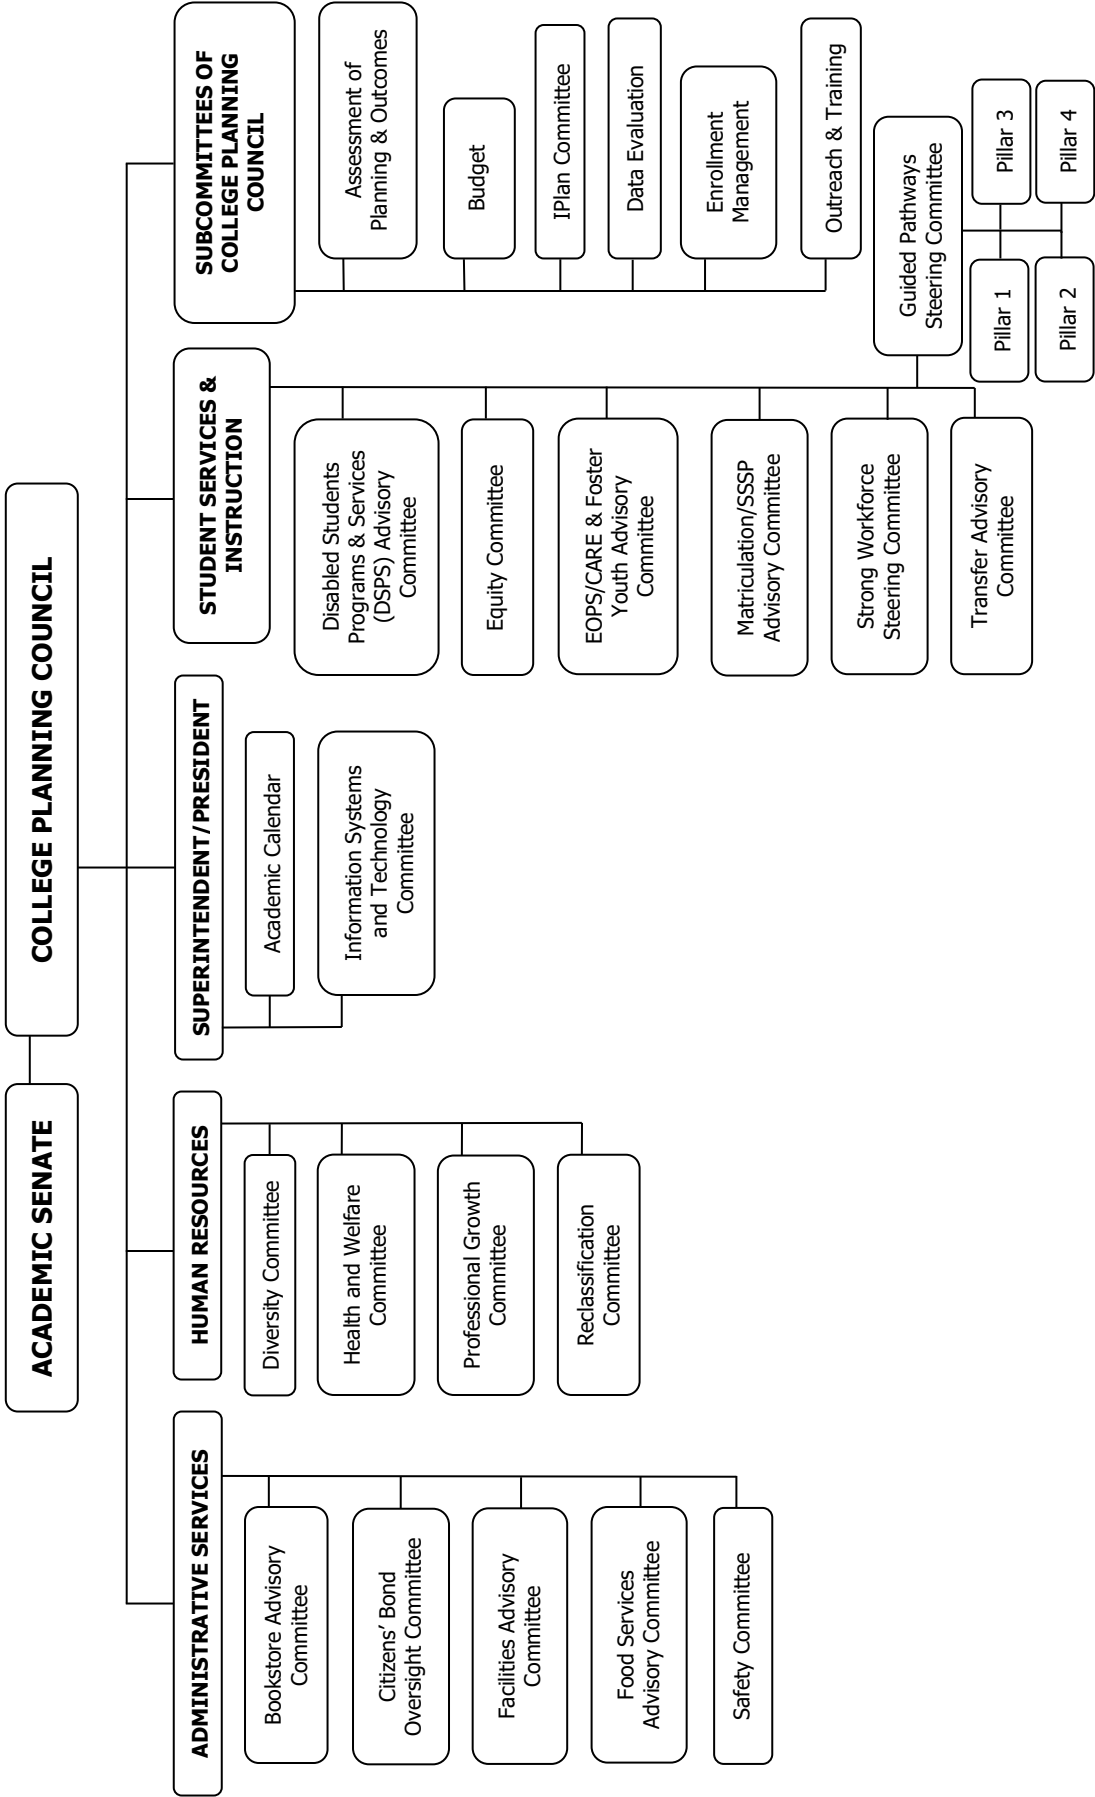 ACADEMIC SENATE
COLLEGE PLANNING COUNCIL
ADMINISTRATIVE SERVICES
Bookstore Advisory
Committee
Citizens’ Bond
Oversight Committee
Facilities Advisory
Committee
Food Services
Advisory Committee
Safety Committee
HUMAN RESOURCES
Diversity Committee
Health and Welfare
Committee
Professional Growth
Committee
Reclassification
Committee
SUPERINTENDENT/PRESIDENT
Academic Calendar
Information Systems
and Technology
Committee
STUDENT SERVICES &
INSTRUCTION
Disabled Students
Programs & Services
(DSPS) Advisory
Committee
Equity Committee
EOPS/CARE & Foster
Youth Advisory
Committee
Matriculation/SSSP
Advisory Committee
Strong Workforce
Steering Committee
Transfer Advisory
Committee
Guided Pathways
Steering Committee
Pillar 1
Pillar 3
Pillar 2
Pillar 4
SUBCOMMITTEES OF
COLLEGE PLANNING
COUNCIL
Assessment of
Planning & Outcomes
Budget
IPlan Committee
Data Evaluation
Enrollment
Management
Outreach & Training